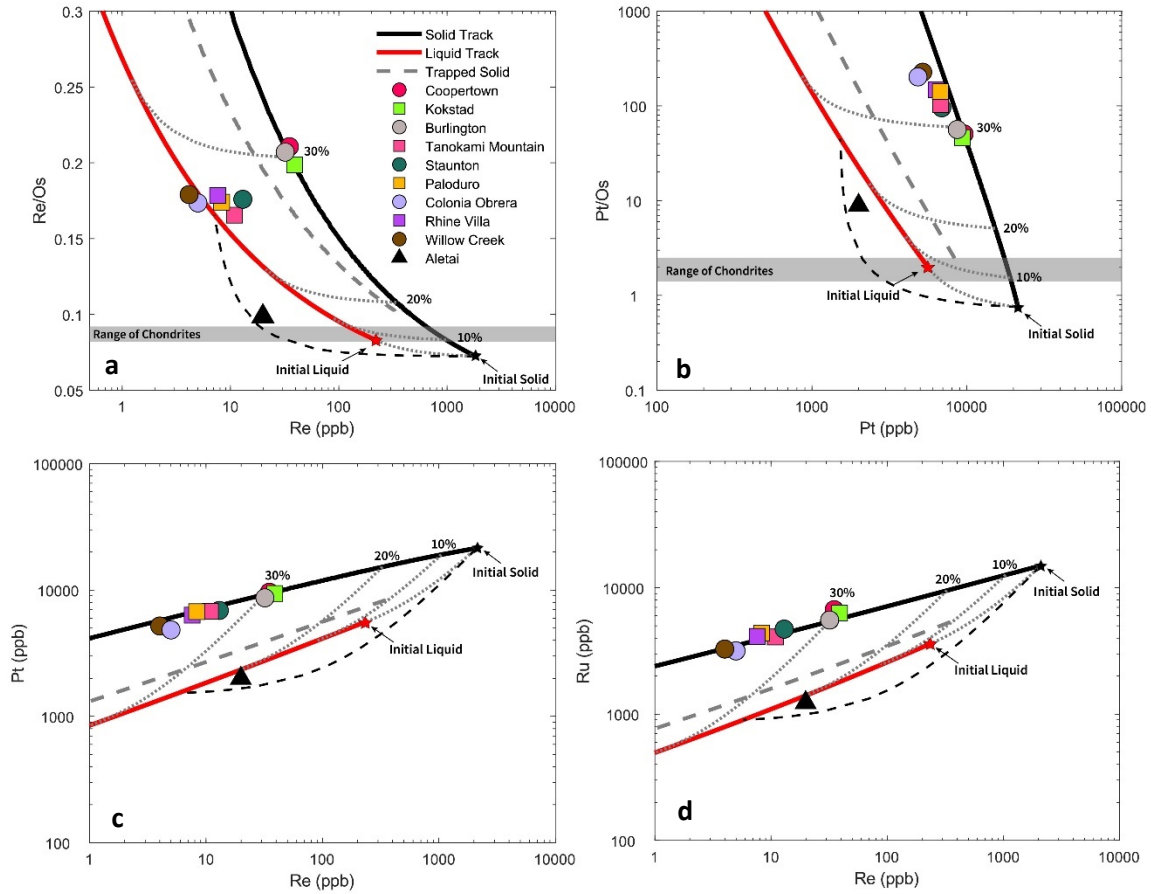 0.3
0.25
0.2
0.15
0.1
0.05
Re/Os
Solid Track
Liquid Track
Trapped Solid
Coopertown
Kokstad
Burlington
Tanokami Mountain
Staunton
Paloduro
Colonia Obrera
Rhine Villa
Willow Creek
Aletai
30%
20%
10%
Range of Chondrites
Initial Liquid
Initial Solid
a
1
10
100
1000
10000
Re (ppb)
1000
100
10
1
0.1
Pt/Os
30%
20%
10%
Range of Chondrites
Initial Liquid
Initial Solid
b
100
1000
10000
100000
Pt (ppb)
100000
10000
1000
100
Pt (ppb)
30%
20%
10%
Initial Solid
Initial Liquid
c
1
10
100
1000
10000
Re (ppb)
100000
10000
1000
100
Ru (ppb)
30%
20%
10%
Initial Solid
Initial Liquid
d
1
10
100
1000
10000
Re (ppb)